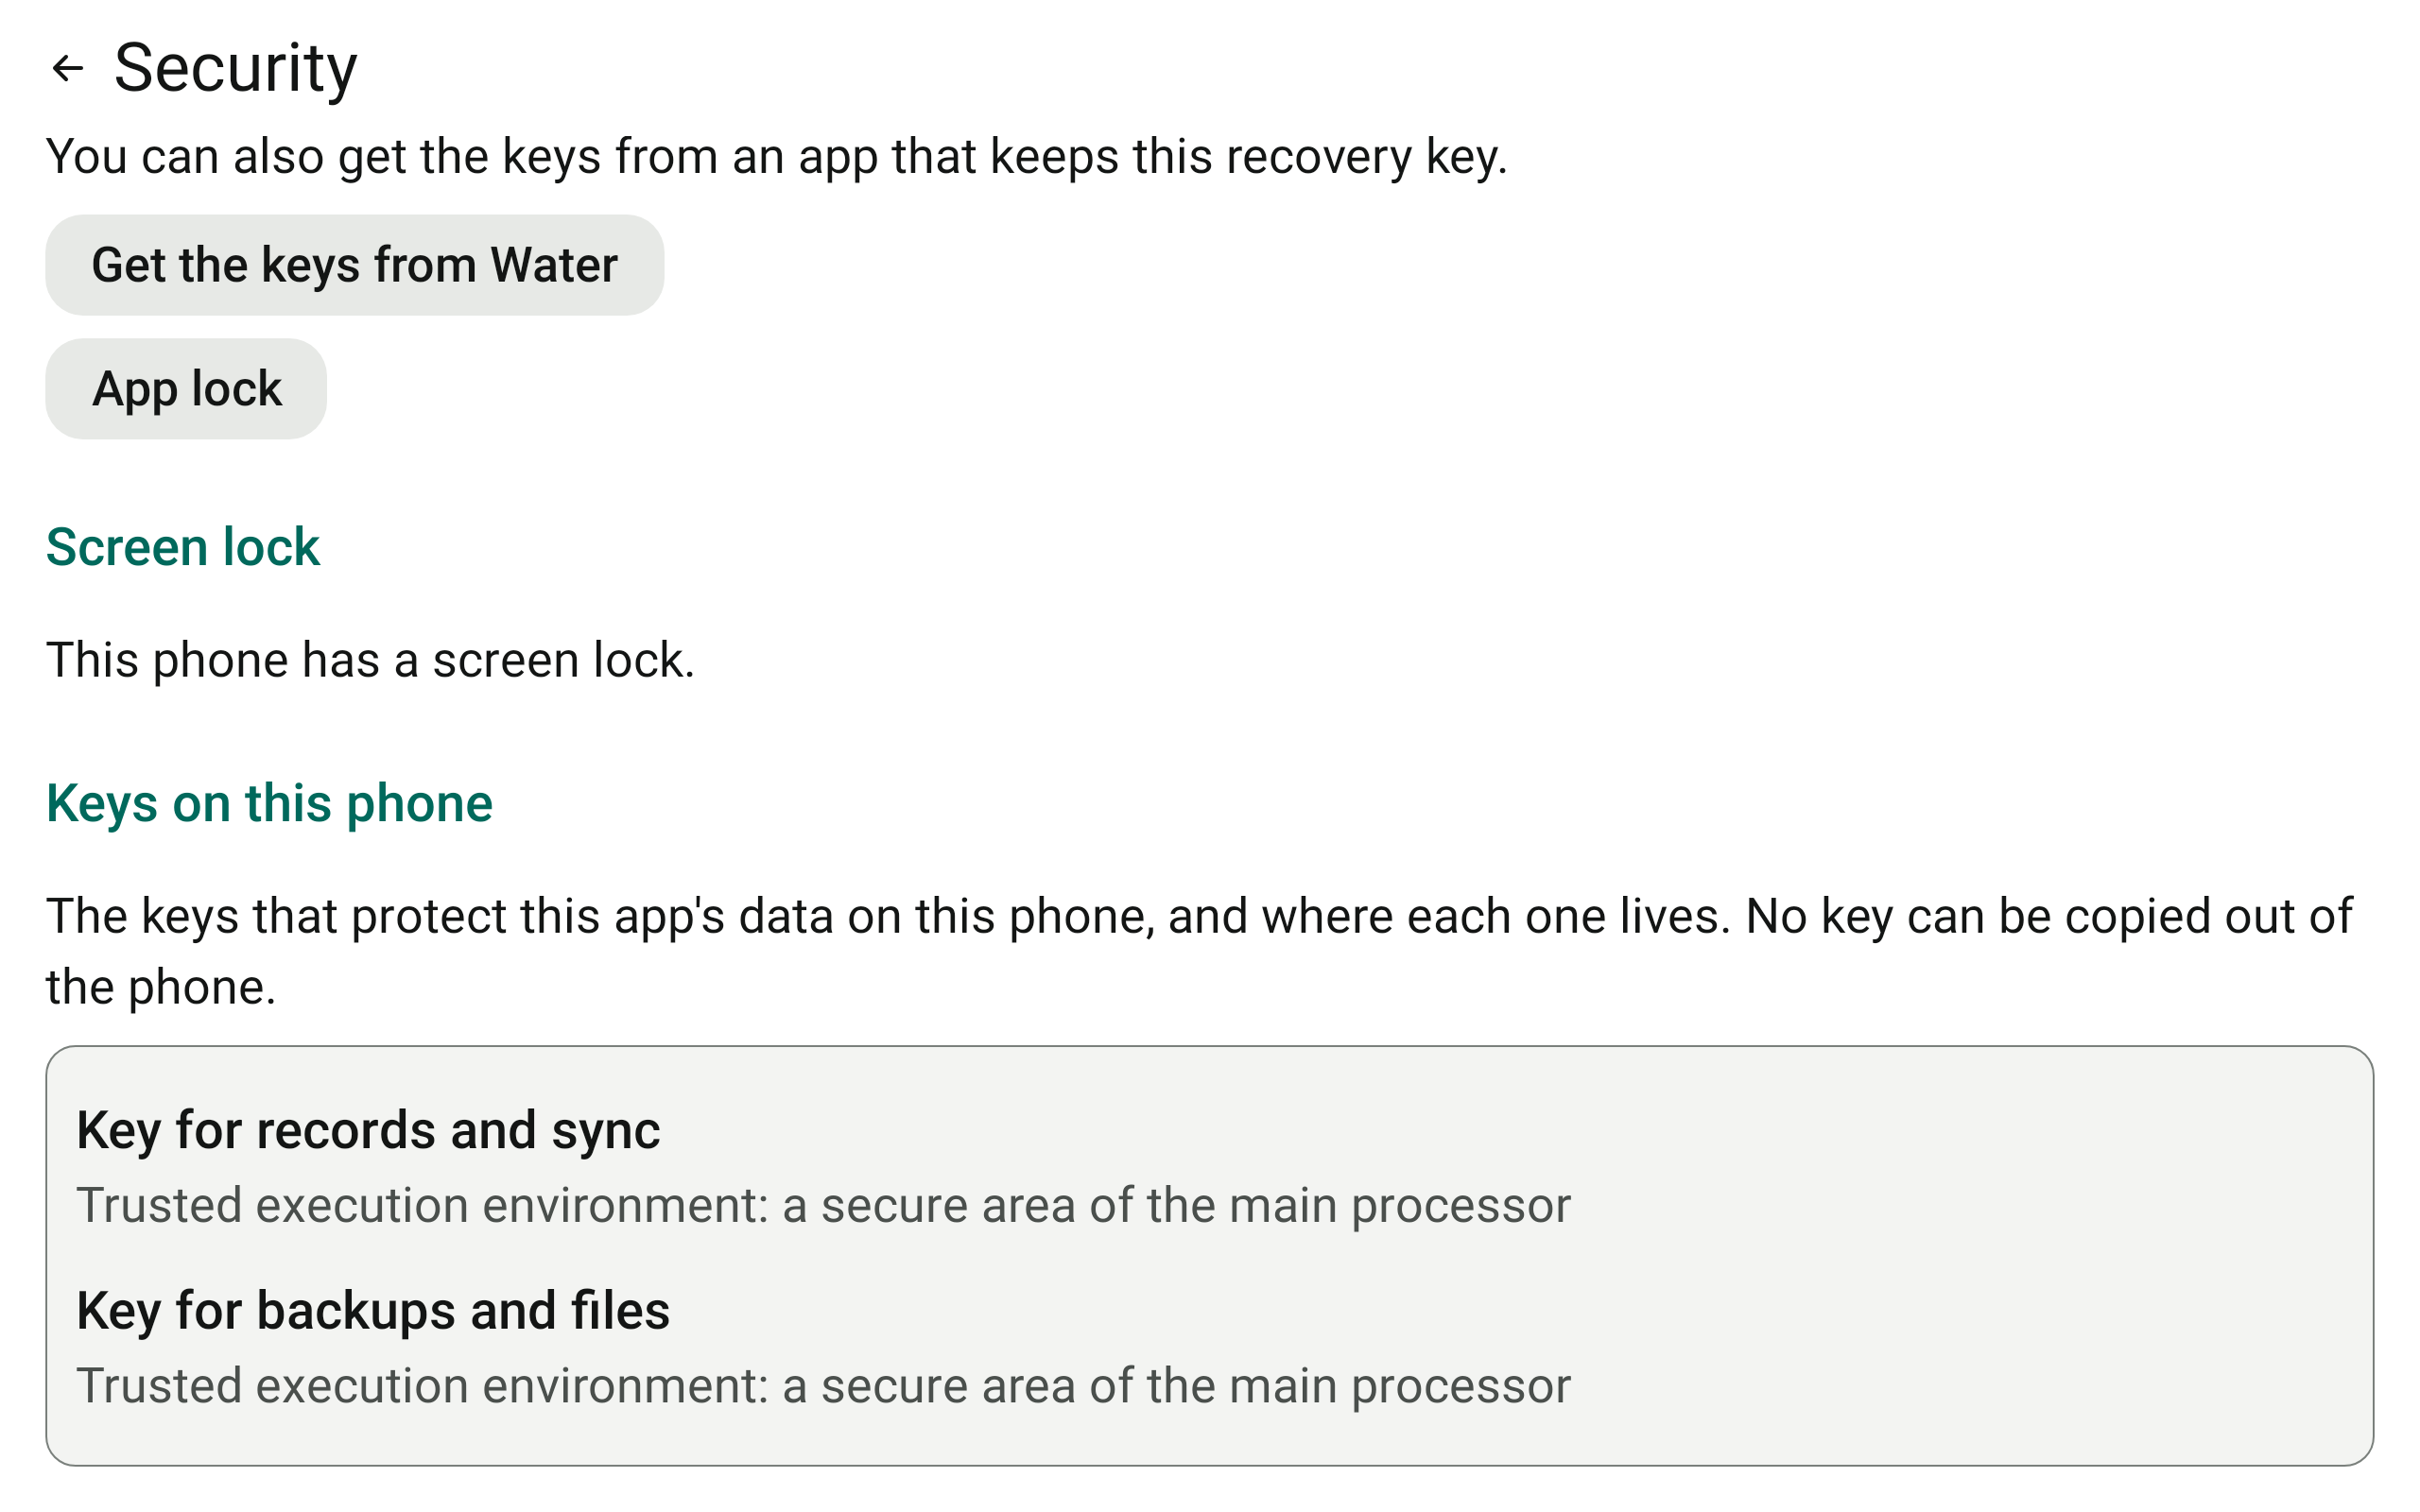 Security
You can also get the keys from an app that keeps this recovery key.
Get the keys from Water
App lock
Screen lock
This phone has a screen lock.
Keys on this phone
The keys that protect this app's data on this phone, and where each one lives. No key can be copied out of
the phone.
Key for records and sync
Trusted execution environment: a secure area of the main processor
Key for backups and files
Trusted execution environment: a secure area of the main processor